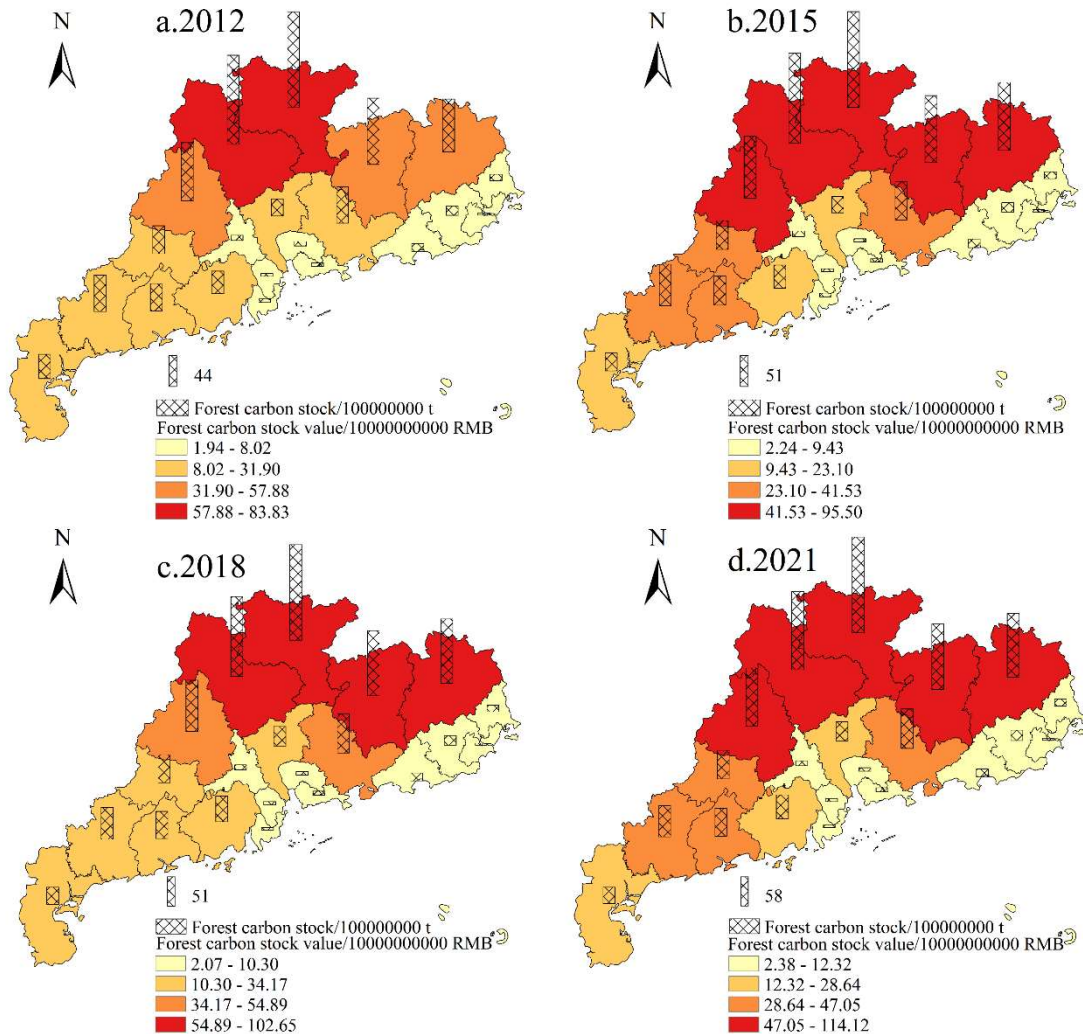 N
a.2012
44
Forest carbon stock/100000000 t
Forest carbon stock value/10000000000 RMB
1.94 - 8.02
8.02 - 31.90
31.90 - 57.88
57.88 - 83.83
N
b.2015
51
Forest carbon stock/100000000 t
Forest carbon stock value/10000000000 RMB
2.24 - 9.43
9.43 - 23.10
23.10 - 41.53
41.53 - 95.50
N
c.2018
51
Forest carbon stock/100000000 t
Forest carbon stock value/10000000000 RMB
2.07 - 10.30
10.30 - 34.17
34.17 - 54.89
54.89 - 102.65
N
d.2021
58
Forest carbon stock/100000000 t
Forest carbon stock value/10000000000 RMB
2.38 - 12.32
12.32 - 28.64
28.64 - 47.05
47.05 - 114.12